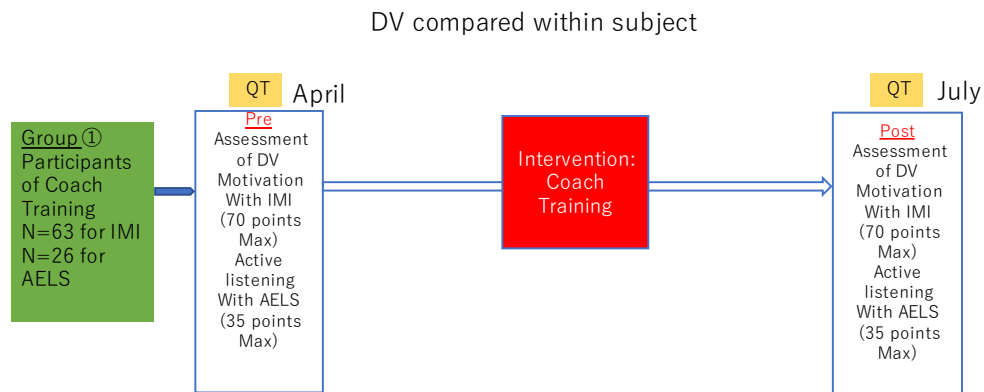 DV compared within subject
QT
April
QT
July
Group①
Participants
of Coach
Training
N=63 for IMI
N=26 for
AELS
Pre
Assessment
of DV
Motivation
With IMI
(70 points
Max)
Active
listening
With AELS
(35 points
Max)
Intervention:
Coach
Training
Post
Assessment
of DV
Motivation
With IMI
(70 points
Max)
Active
listening
With AELS
(35 points
Max)